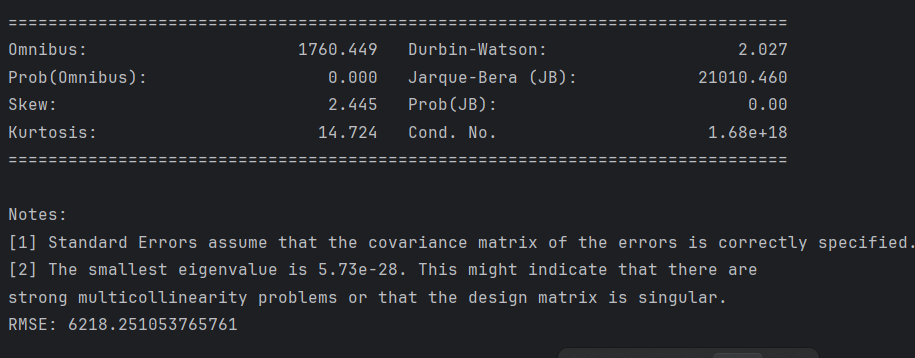 ==============================================================================
Omnibus:                     1760.449   Durbin-Watson:                   2.027
Prob(Omnibus):                  0.000   Jarque-Bera (JB):            21010.460
Skew:                           2.445   Prob(JB):                         0.00
Kurtosis:                      14.724   Cond. No.                     1.68e+18
==============================================================================
Notes:
[1] Standard Errors assume that the covariance matrix of the errors is correctly specified.
[2] The smallest eigenvalue is 5.73e-28. This might indicate that there are
strong multicollinearity problems or that the design matrix is singular.
RMSE: 6218.251053765761